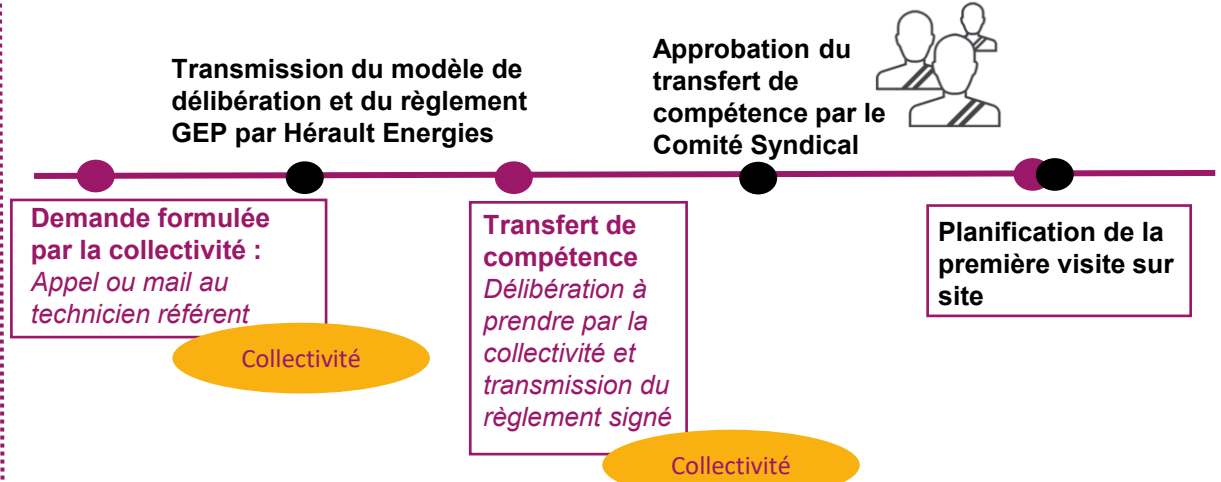 Transmission du modèle de
délibération et du règlement
GEP par Hérault Energies
Approbation du
transfert de
compétence par le
Comité Syndical
Demande formulée
par la collectivité :
Appel ou mail au
technicien référent
Collectivité
Transfert de
compétence
Délibération à
prendre par la
collectivité et
transmission du
règlement signé
Collectivité
Planification de la
première visite sur
site